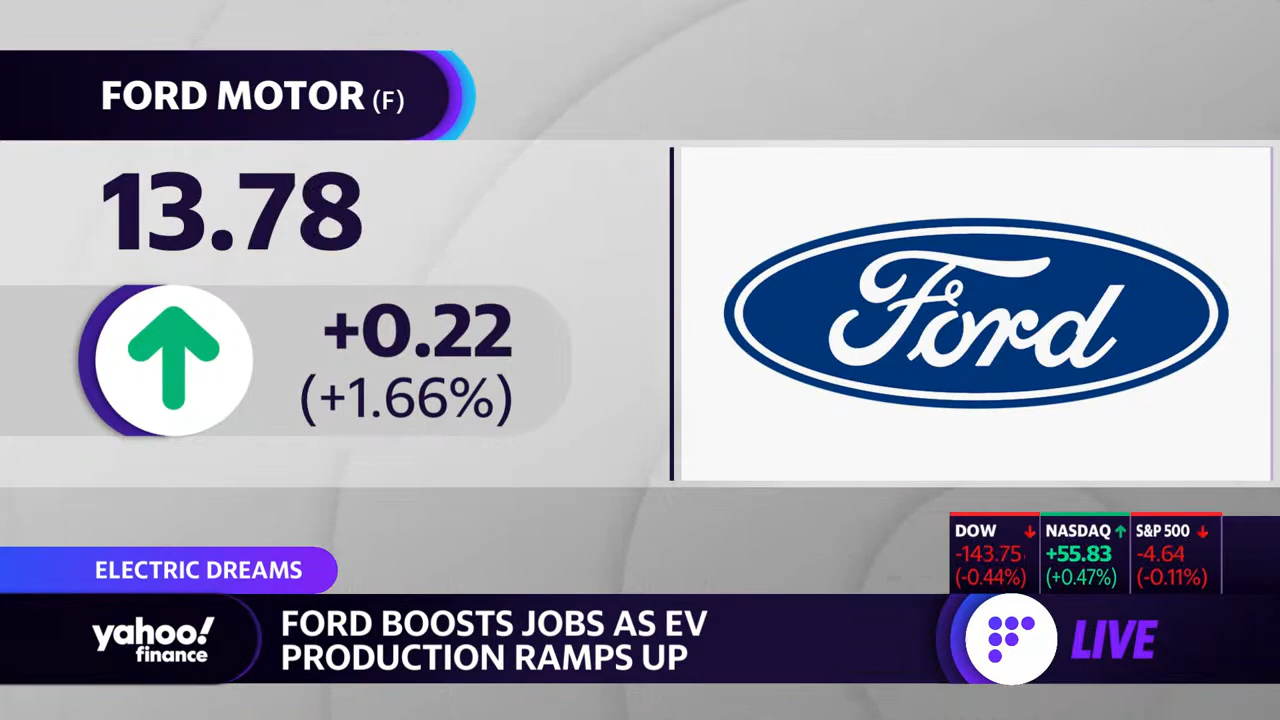 FORD MOTOR (F)
13.78
+0.22
(+1.66%)
Ford
DOW
-143.75
(-0.44%)
NASDAQ
+55.83
(+0.47%)
S&P 500
-4.64
(-0.11%)
ELECTRIC DREAMS
yahoo!
finance
FORD BOOSTS JOBS AS EV
PRODUCTION RAMPS UP
LIVE